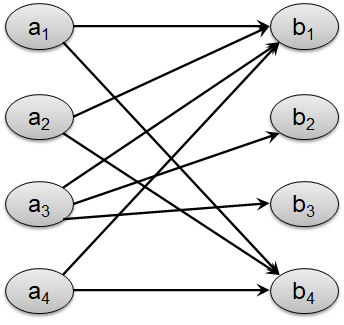 a₁ b₁
a₂ b₂
a₃ b₃
a₄ b₄